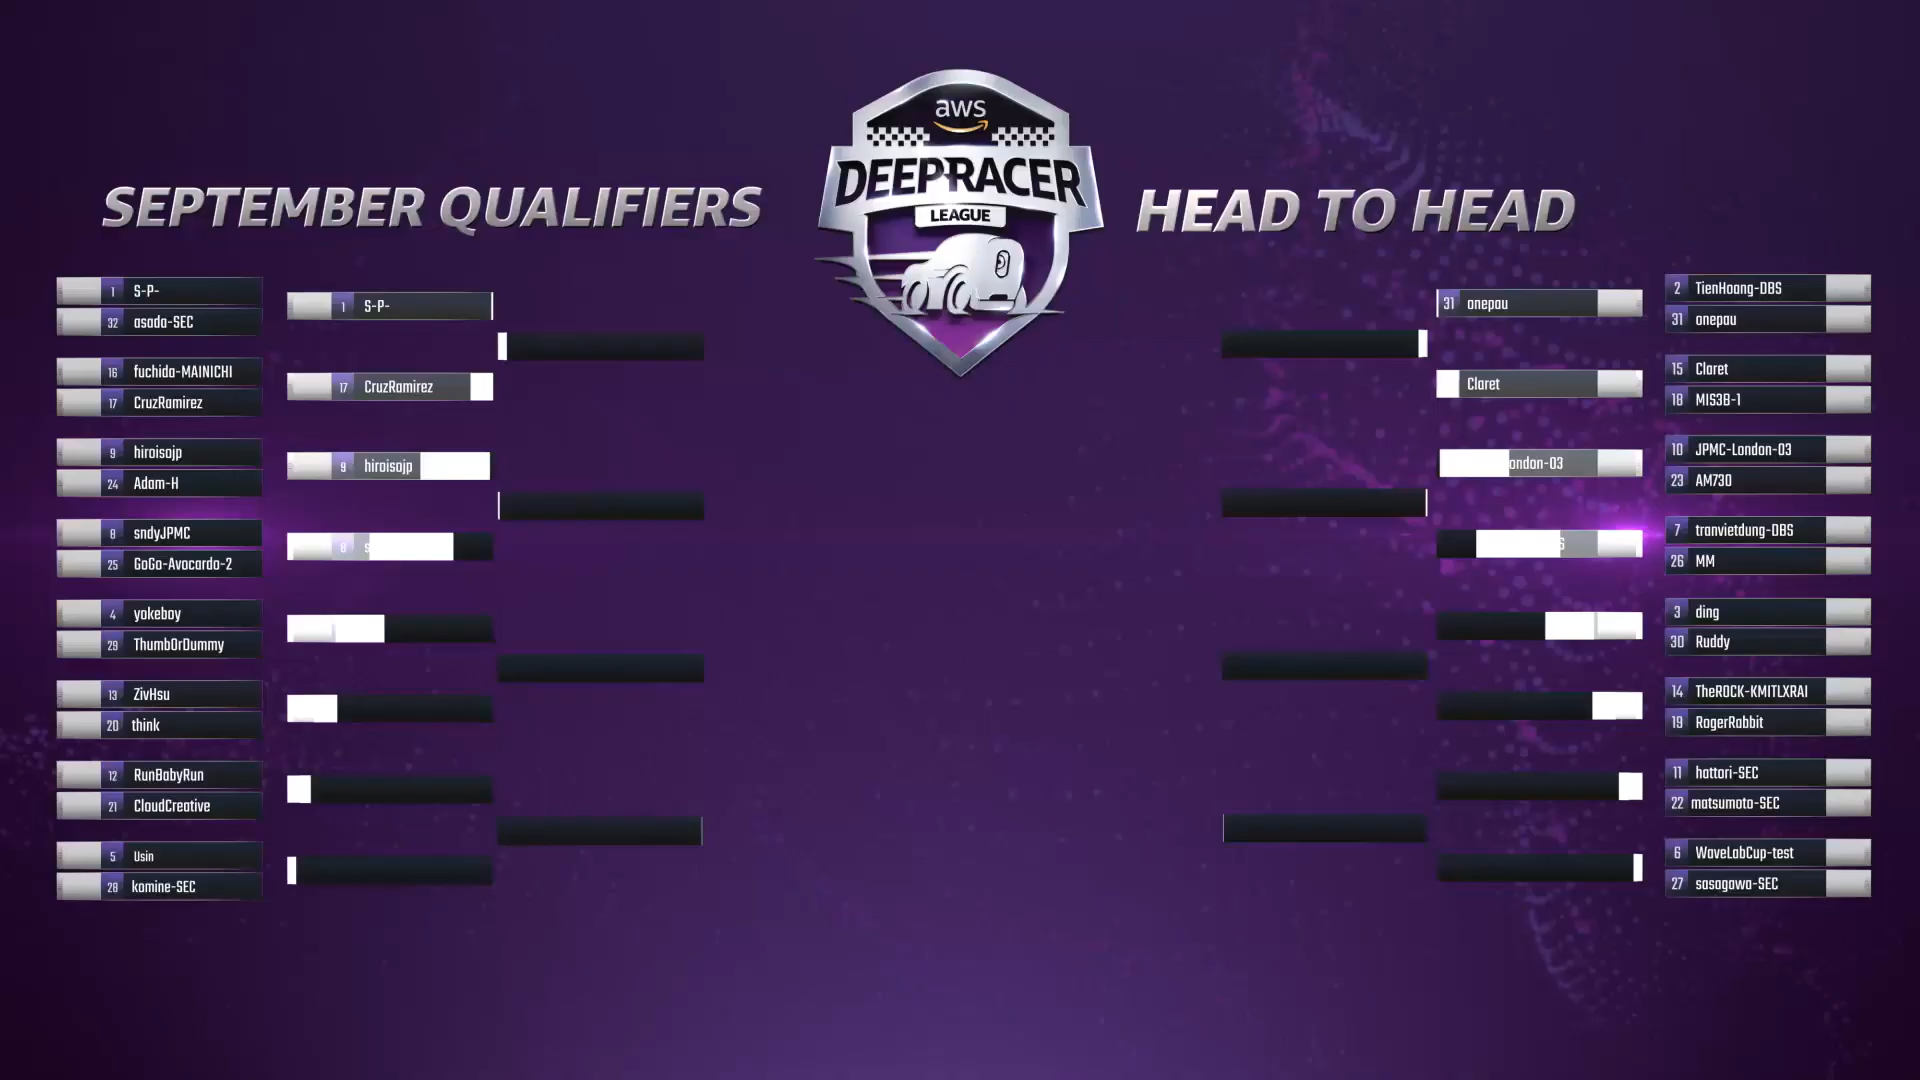 aws
DEEPRACER
LEAGUE
SEPTEMBER QUALIFIERS
HEAD TO HEAD
1 S-P-
32 asada-SEC
16 fuchida-MAINICHI
17 CruzRamirez
9 hiroisojp
24 Adam-H
8 sndyJPMC
25 GoGo-Avocardo-2
4 yokeboy
29 ThumbOrDummy
13 ZivHsu
20 think
12 RunBabyRun
21 CloudCreative
5 Usin
28 kamine-SEC
1 S-P-
17 CruzRamirez
9 hiroisojp
8 s
31 onepau
Claret
ondon-03
S
2 TienHoang-DBS
31 onepau
15 Claret
18 MIS3B-1
10 JPMC-London-03
23 AM730
7 tranvietdung-DBS
26 MM
3 ding
30 Ruddy
14 TheROCK-KMITLXRAI
19 RogerRabbit
11 hattori-SEC
22 matsumoto-SEC
6 WaveLabCup-test
27 sasagawa-SEC